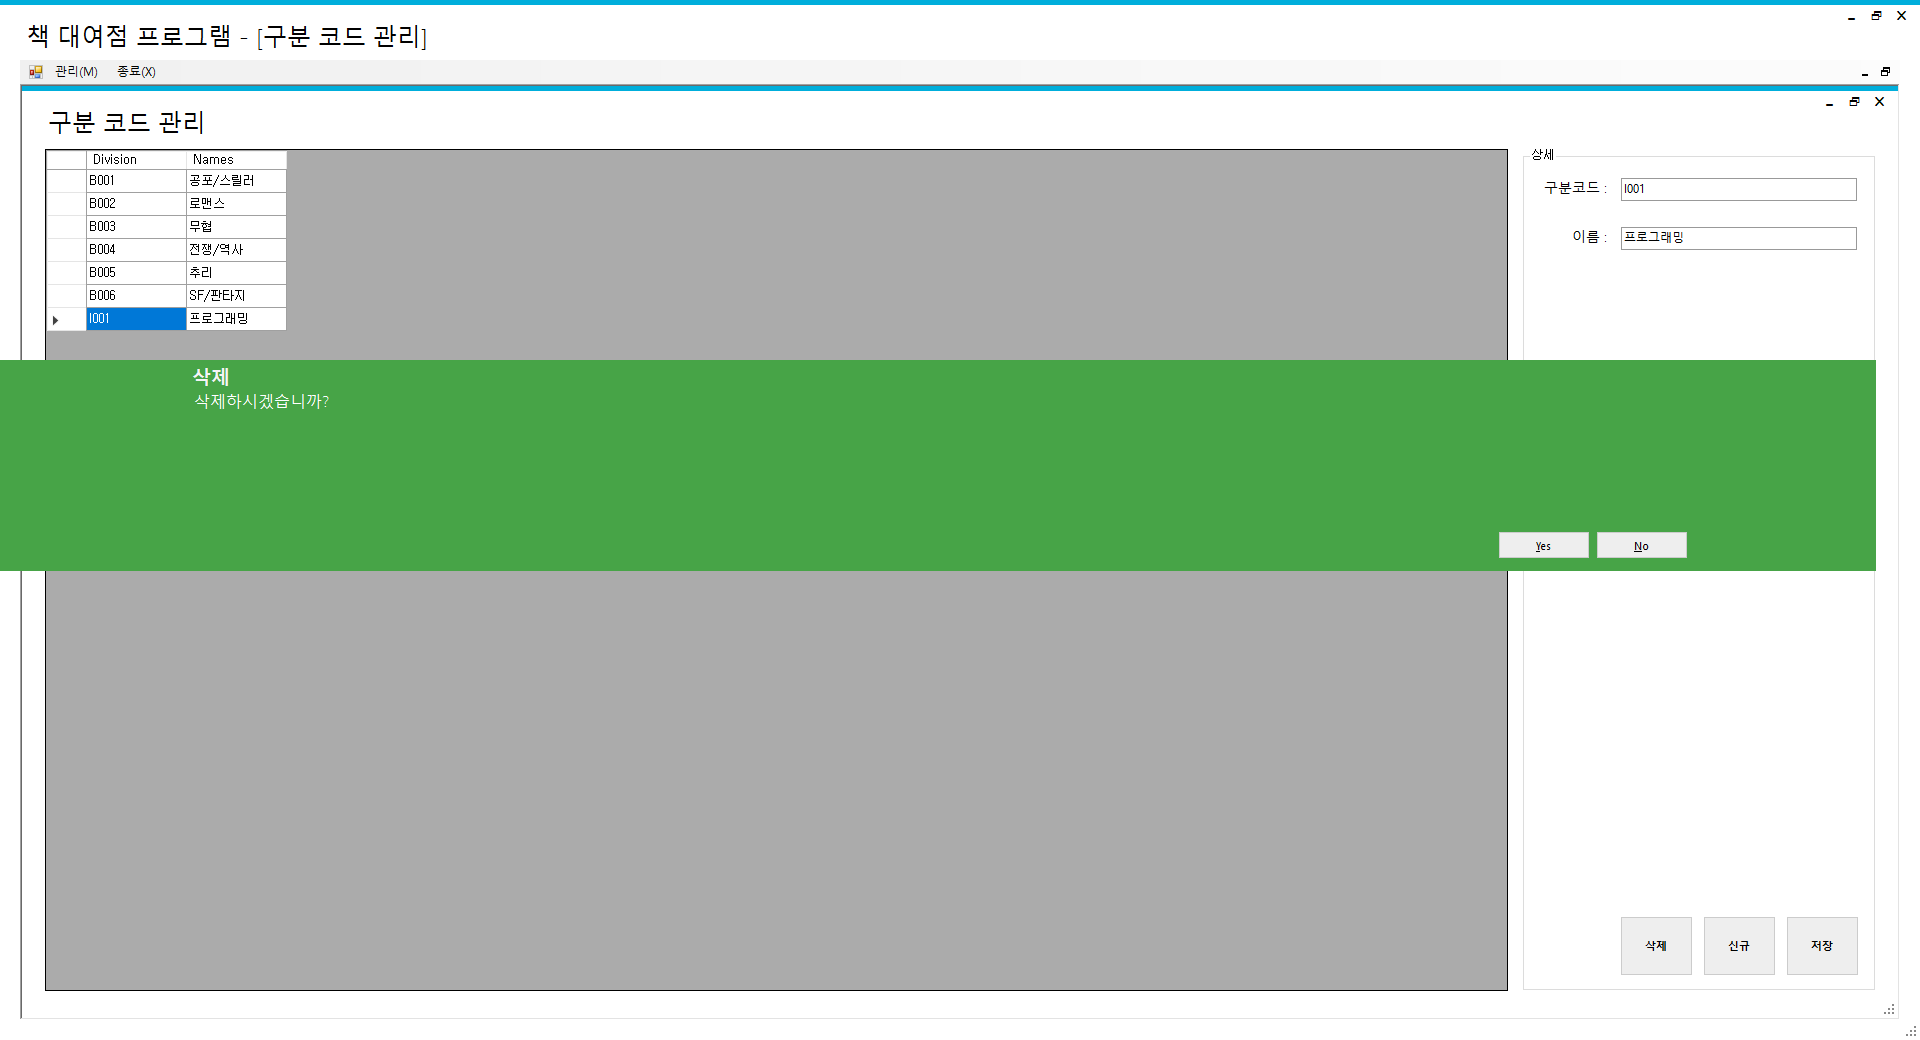 책 대여점 프로그램 - [구분 코드 관리]
관리(M) 종료(X)
구분 코드 관리
Division Names
B001 공포/스릴러
B002 로맨스
B003 무협
B004 전쟁/역사
B005 추리
B006 SF/판타지
I001 프로그래밍
상세
구분코드 : I001
이름 : 프로그래밍
삭제
삭제하시겠습니까?
Yes No
삭제 신규 저장